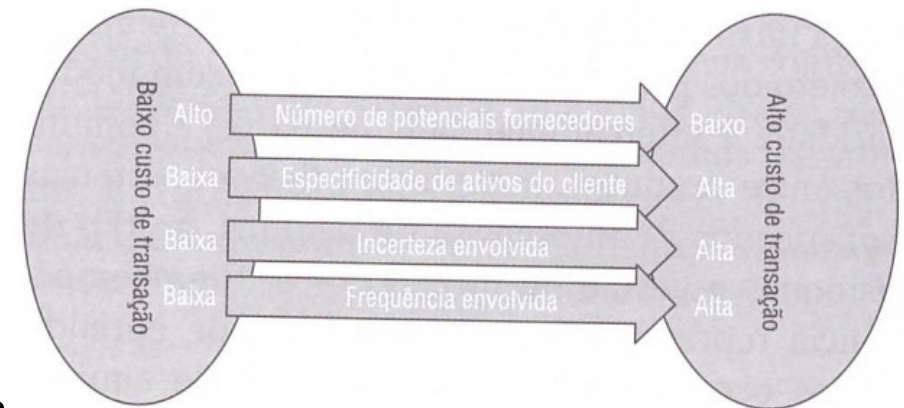 Baixo custo de transação
Alto Número de potenciais fornecedores Baixo
Baixa Especificidade de ativos do cliente Alta
Baixa Incerteza envolvida Alta
Baixa Frequência envolvida Alta
Alto custo de transação